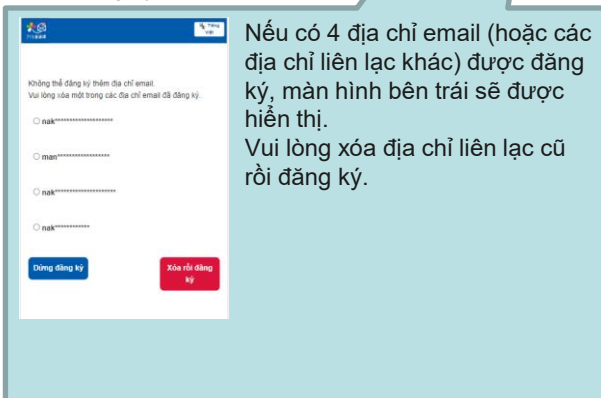 Tiếng
Việt
Không thể đăng ký thêm địa chỉ email.
Vui lòng xóa một trong các địa chỉ email đã đăng ký.
nak********************
man******************
nak*********************
nak************
Dừng đăng ký
Xóa rồi đăng
ký
Nếu có 4 địa chỉ email (hoặc các
địa chỉ liên lạc khác) được đăng
ký, màn hình bên trái sẽ được
hiển thị.
Vui lòng xóa địa chỉ liên lạc cũ
rồi đăng ký.